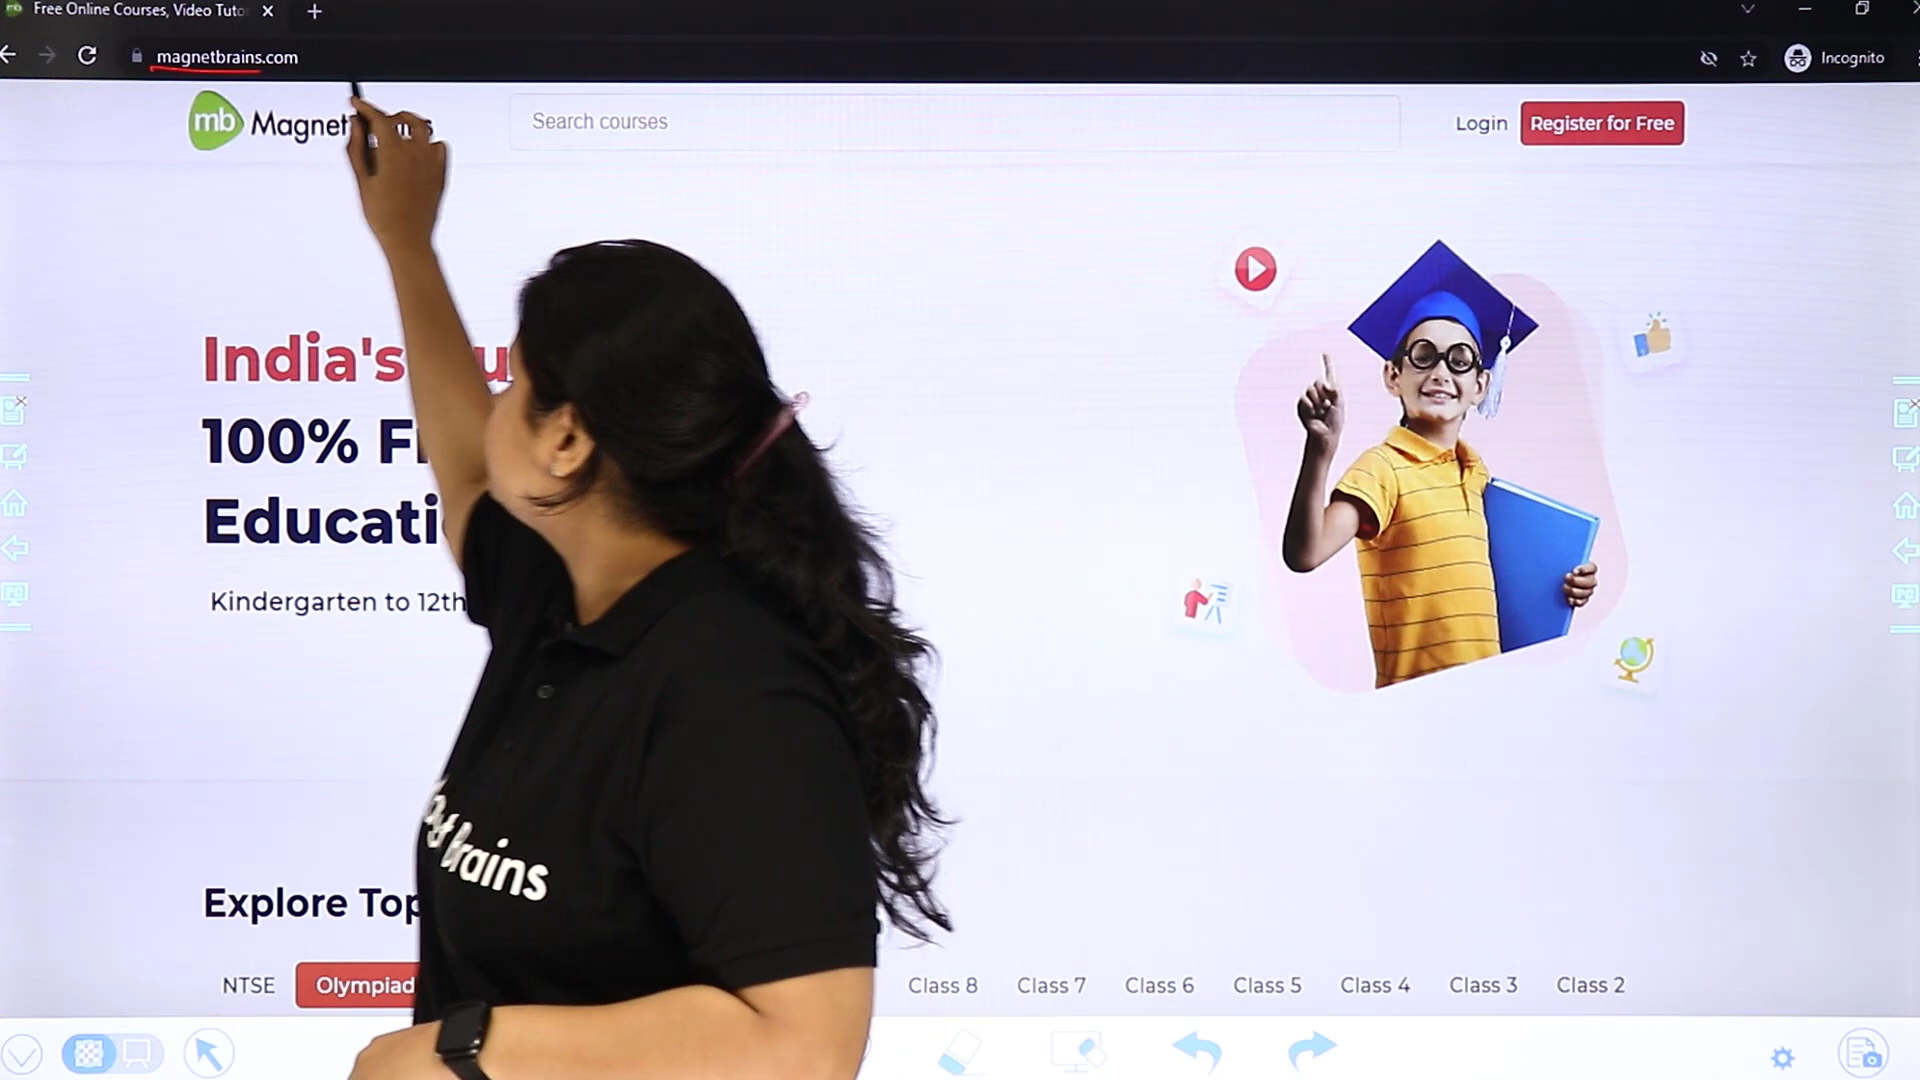 Free Online Courses, Video Tuto
magnetbrains.com
Incognito
mb Magnet
Search courses
Login
Register for Free
India's
100% F
Educati
Kindergarten to 12th
Brains
Explore Top
NTSE
Olympiad
Class 8
Class 7
Class 6
Class 5
Class 4
Class 3
Class 2